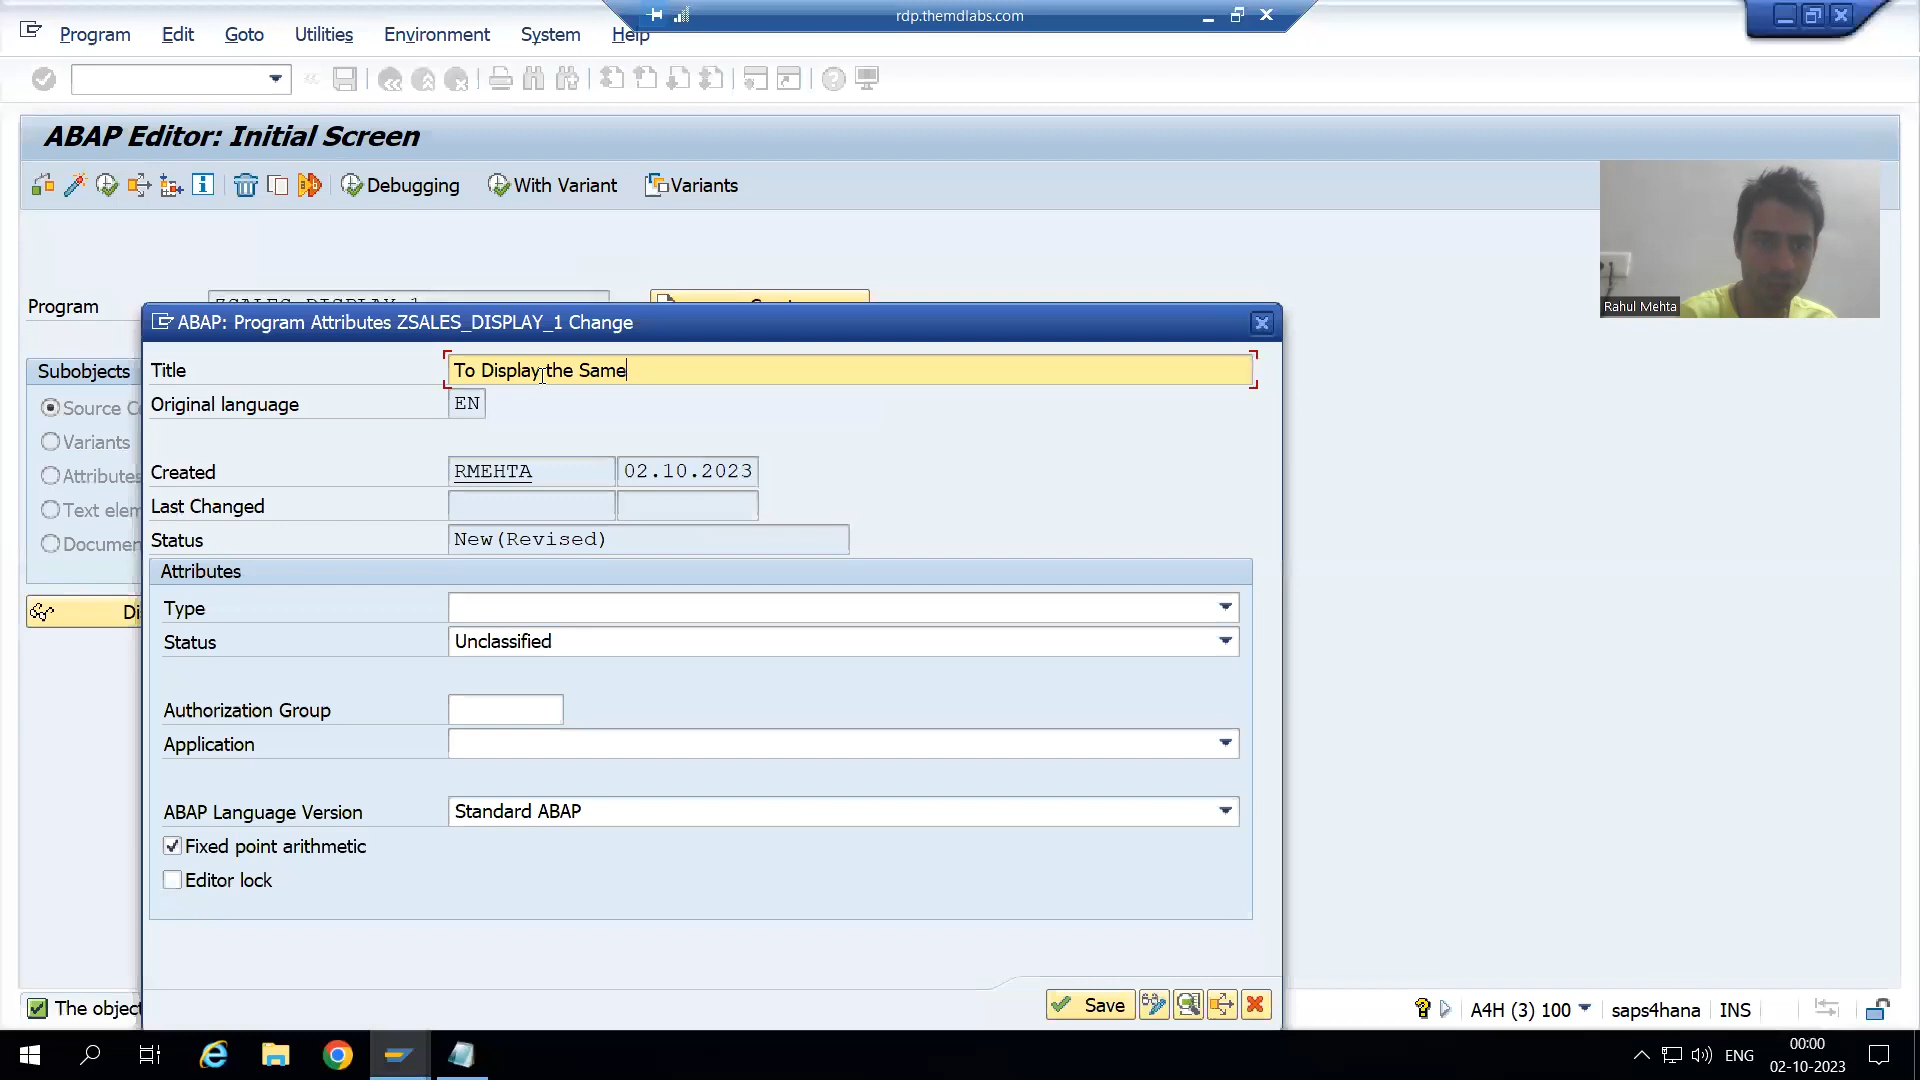 rdp.themdlabs.com
Program Edit Goto Utilities Environment System Help
ABAP Editor: Initial Screen
Debugging With Variant Variants
Rahul Mehta
Program
ABAP: Program Attributes ZSALES_DISPLAY_1 Change
Title To Display the Same
Original language EN
Created RMEHTA 02.10.2023
Last Changed
Status New(Revised)
Attributes
Type
Status Unclassified
Authorization Group
Application
ABAP Language Version Standard ABAP
Fixed point arithmetic
Editor lock
Save
Subobjects
Source C
Variants
Attributes
Text elem
Documen
Di
The object
A4H (3) 100 saps4hana INS
ENG
00:00
02-10-2023